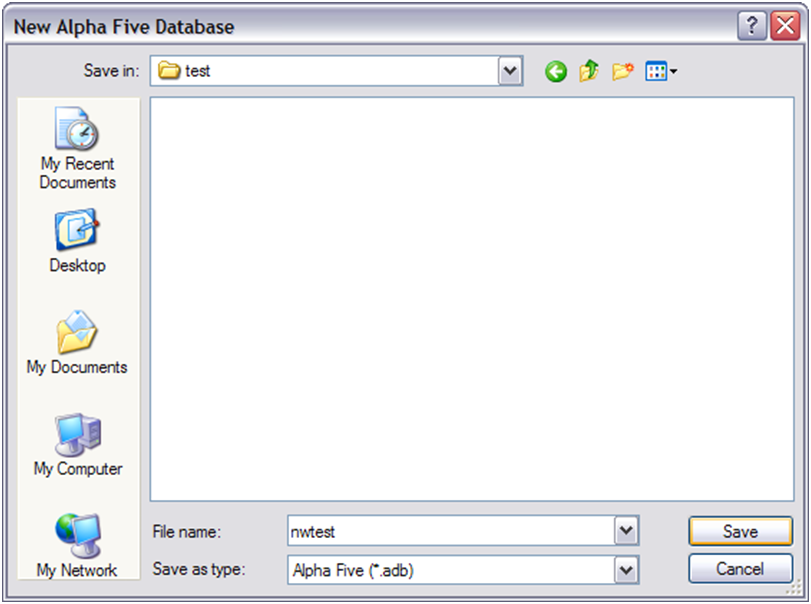 New Alpha Five Database
Save in: test
My Recent
Documents
Desktop
My Documents
My Computer
My Network
File name: nwtest Save
Save as type: Alpha Five (*.adb) Cancel